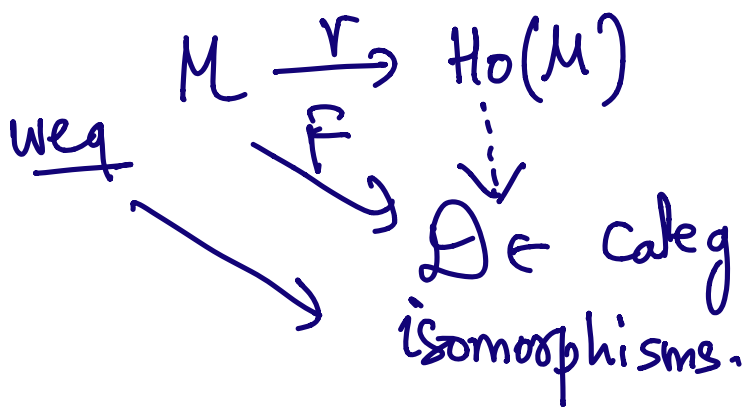 M γ Ho(M)
weq F
D ∈ categ
isomorphisms.